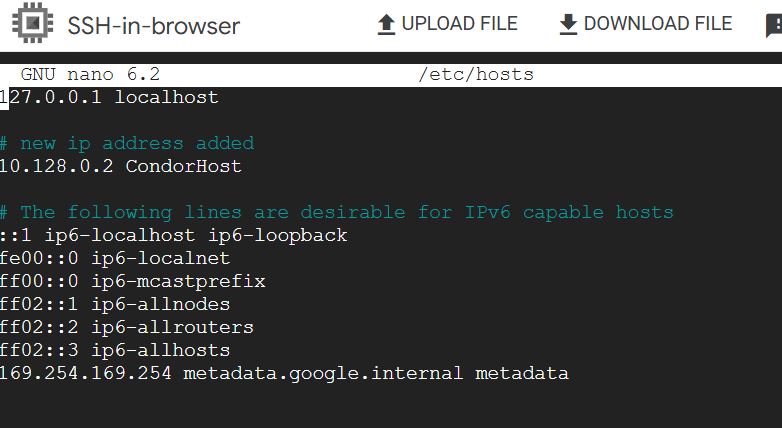 SSH-in-browser UPLOAD FILE DOWNLOAD FILE
GNU nano 6.2 /etc/hosts
127.0.0.1 localhost
# new ip address added
10.128.0.2 CondorHost
# The following lines are desirable for IPv6 capable hosts
::1 ip6-localhost ip6-loopback
fe00::0 ip6-localnet
ff00::0 ip6-mcastprefix
ff02::1 ip6-allnodes
ff02::2 ip6-allrouters
ff02::3 ip6-allhosts
169.254.169.254 metadata.google.internal metadata